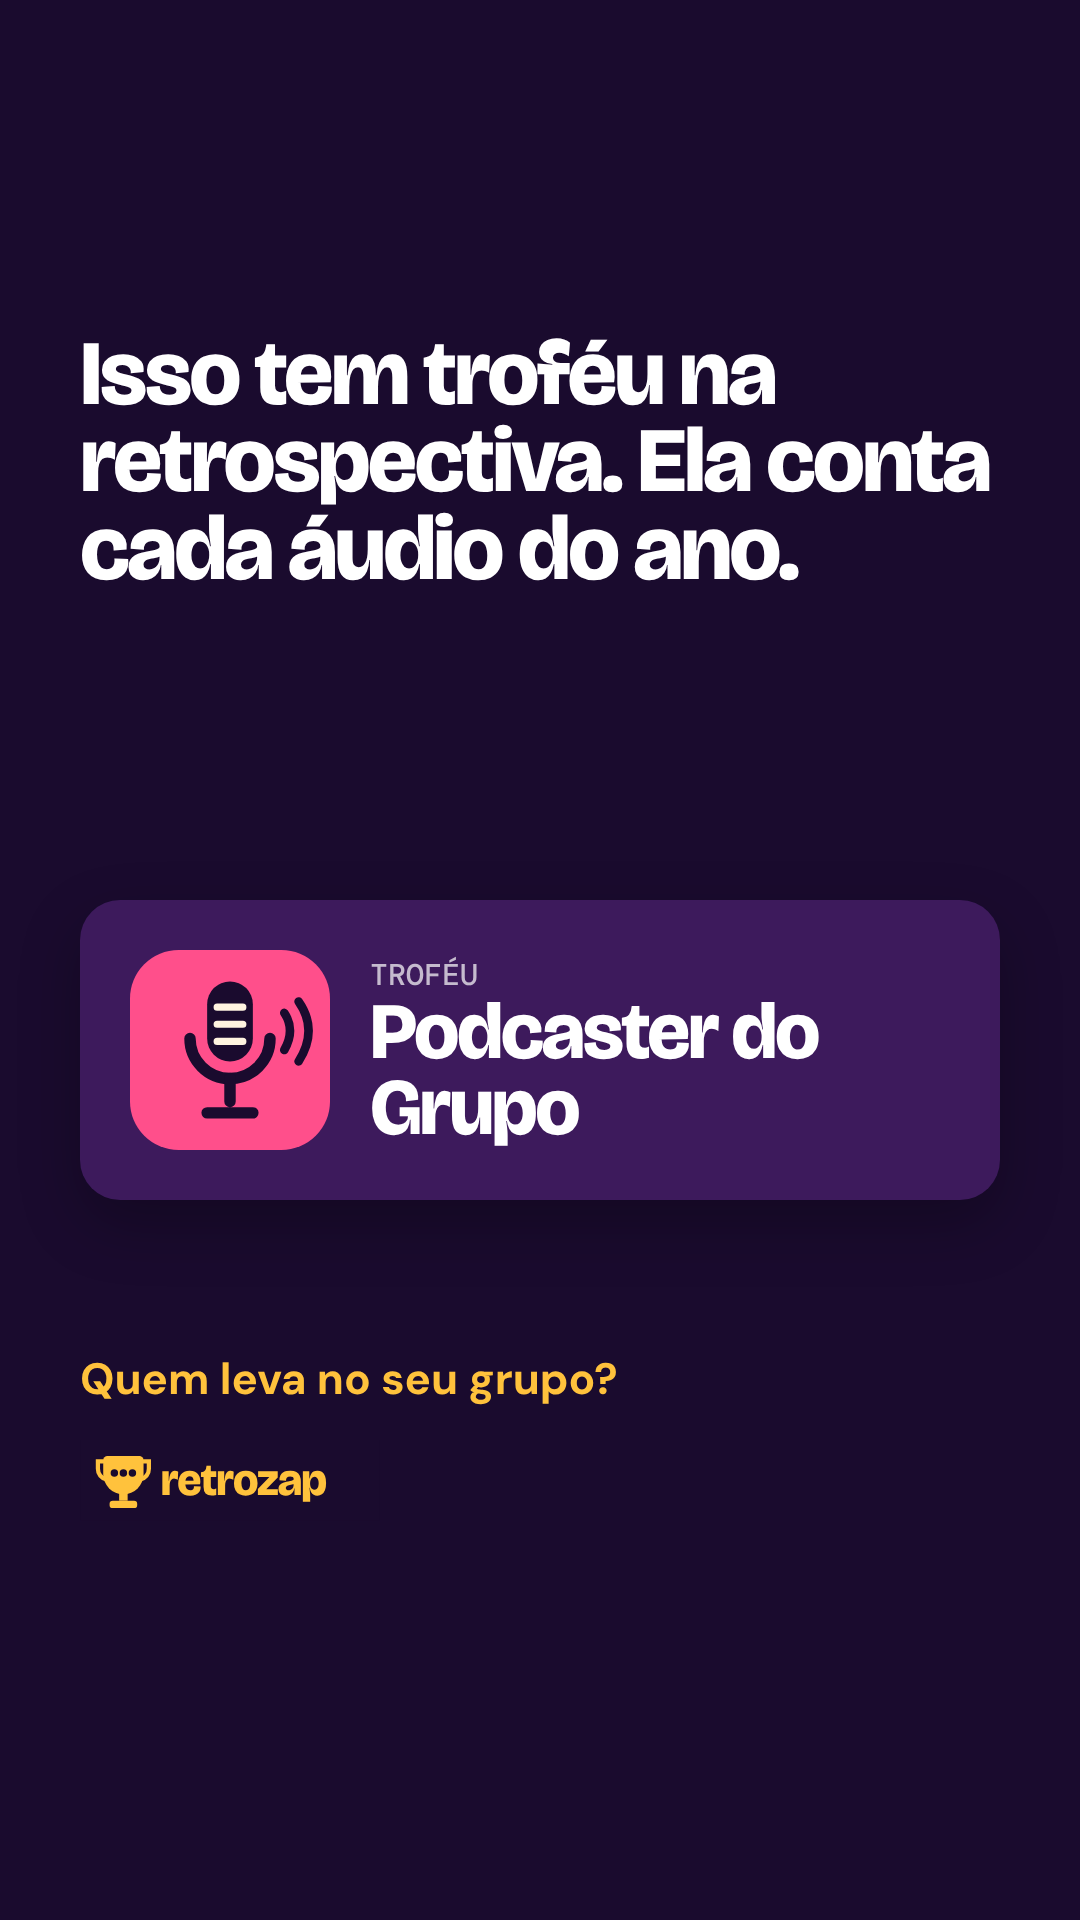 Isso tem troféu na
retrospectiva. Ela conta
cada áudio do ano.
TROFÉU
Podcaster do
Grupo
Quem leva no seu grupo?
retrozap